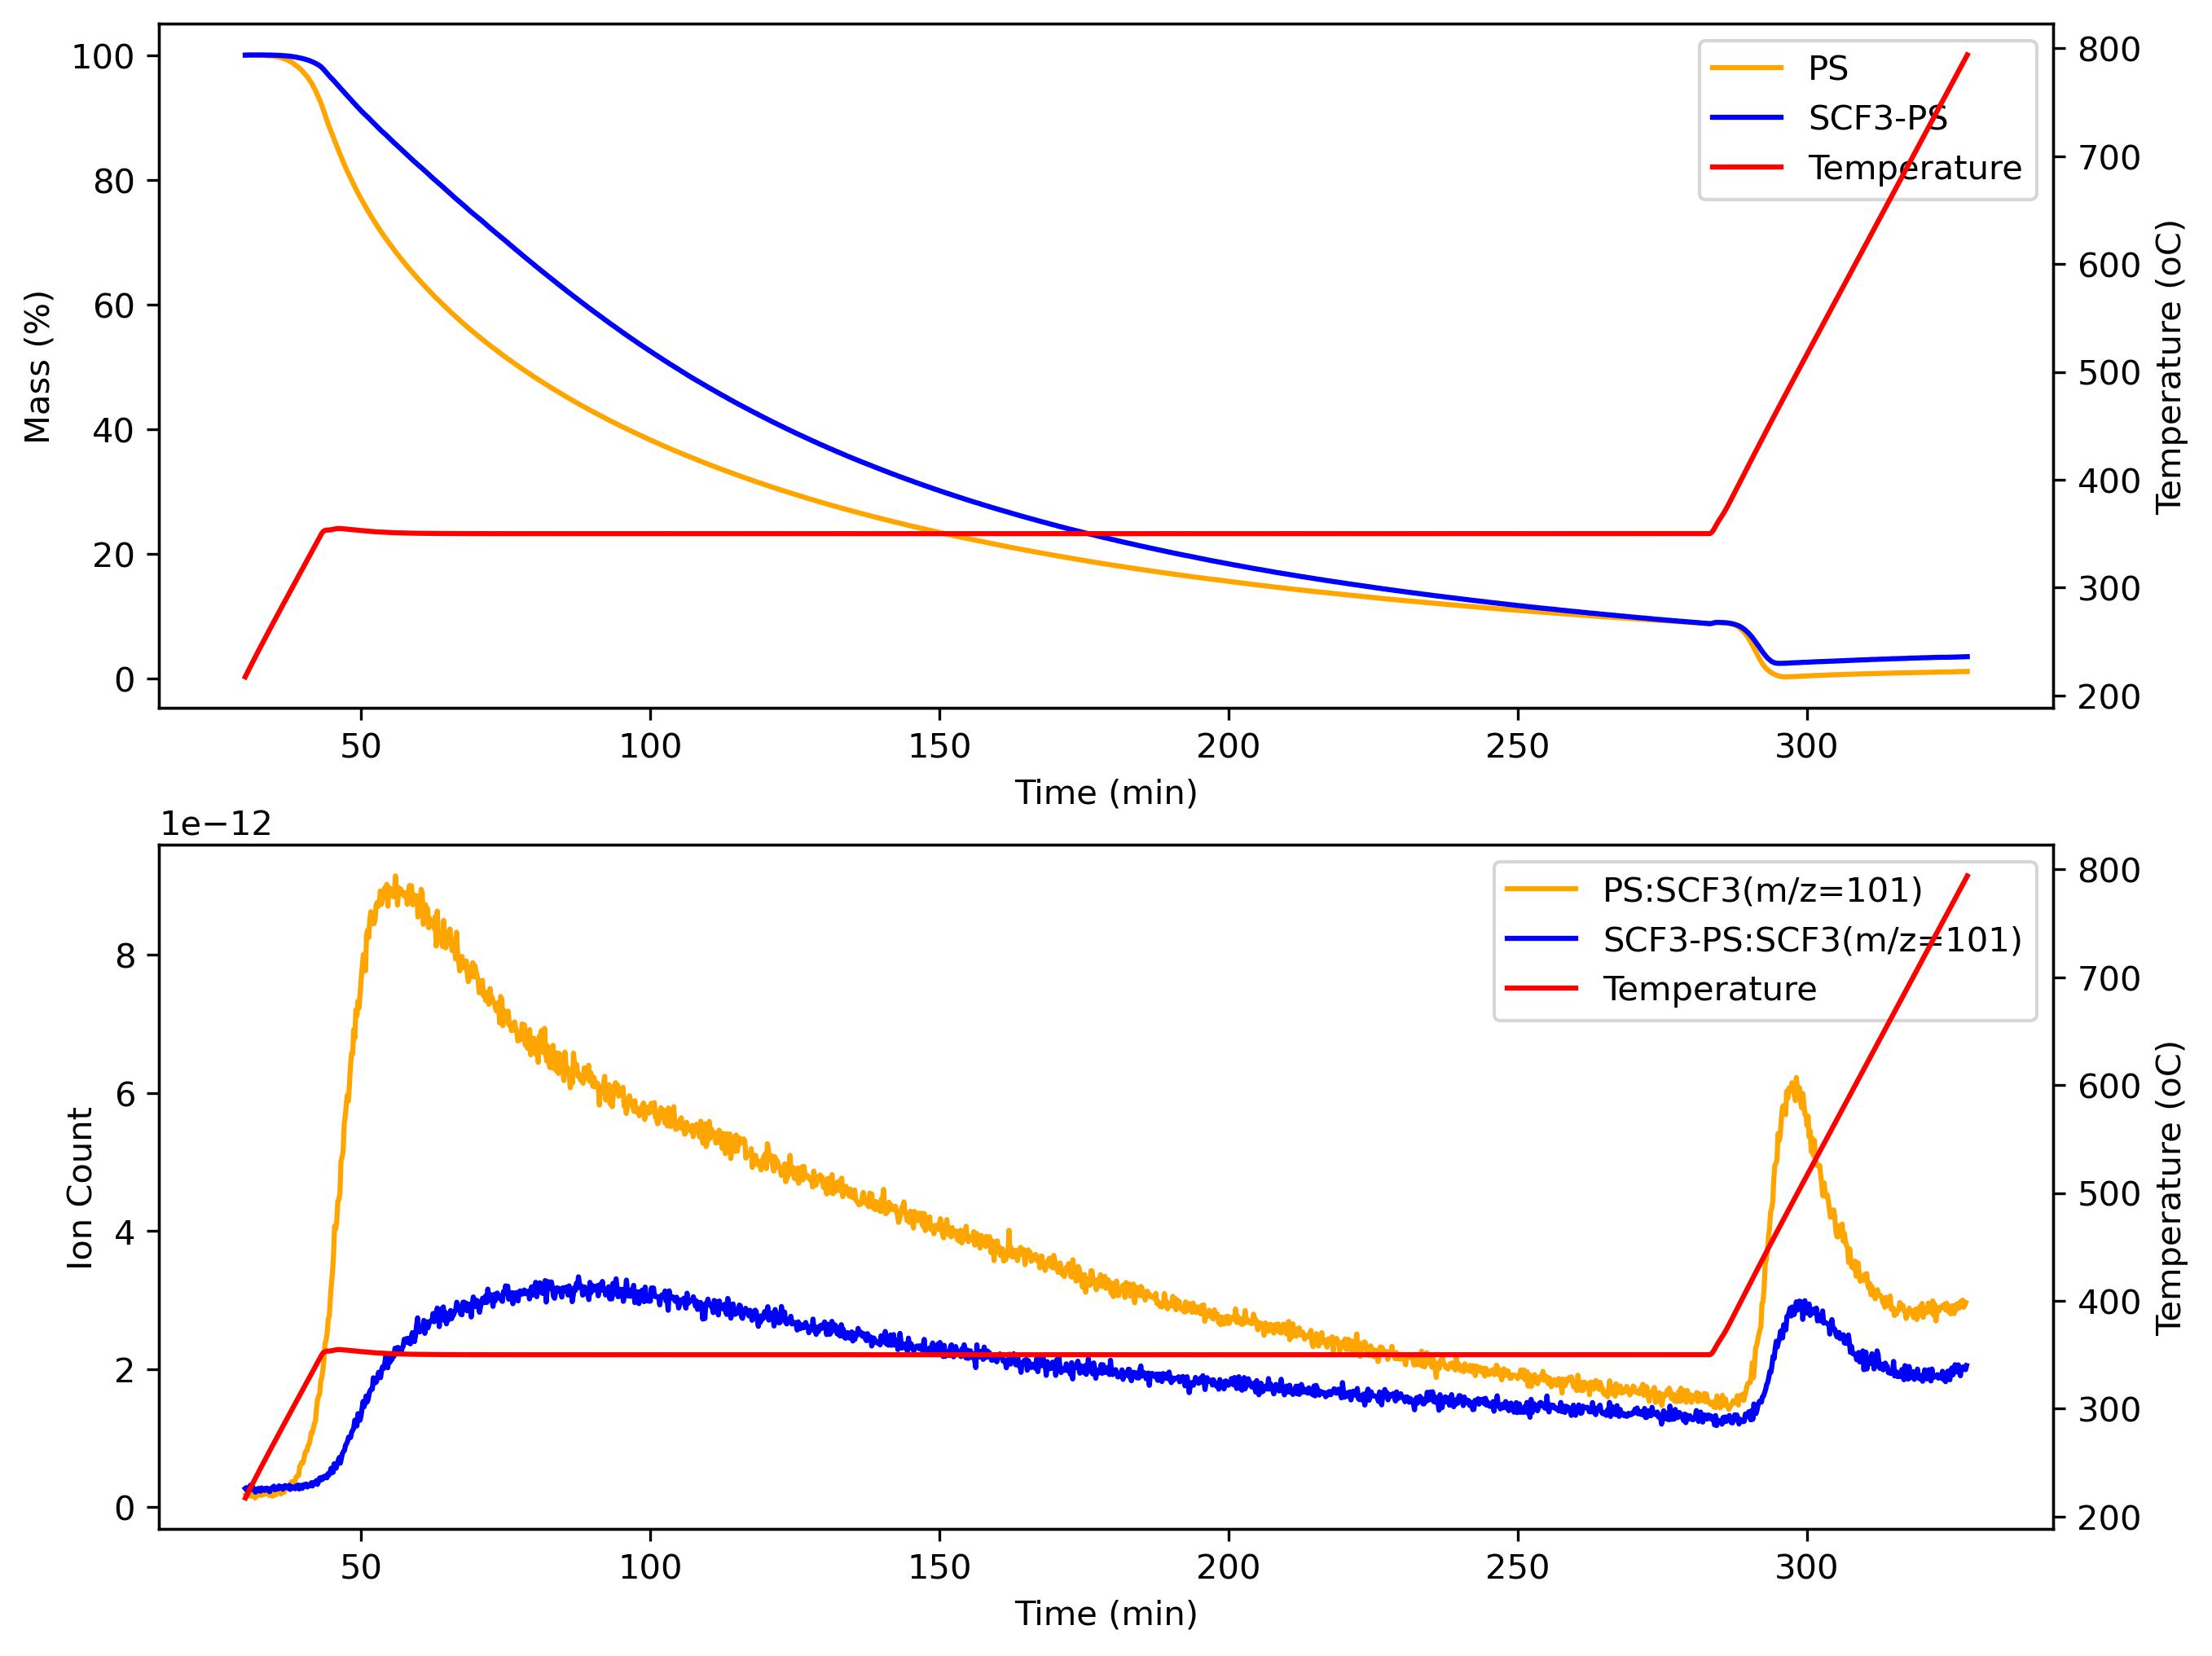 100
80
60
40
20
0
Mass (%)
PS
SCF3-PS
Temperature
800
700
600
500
400
300
200
Temperature (oC)
50 100 150 200 250 300
Time (min)
1e−12
8
6
4
2
0
Ion Count
PS:SCF3(m/z=101)
SCF3-PS:SCF3(m/z=101)
Temperature
800
700
600
500
400
300
200
Temperature (oC)
50 100 150 200 250 300
Time (min)